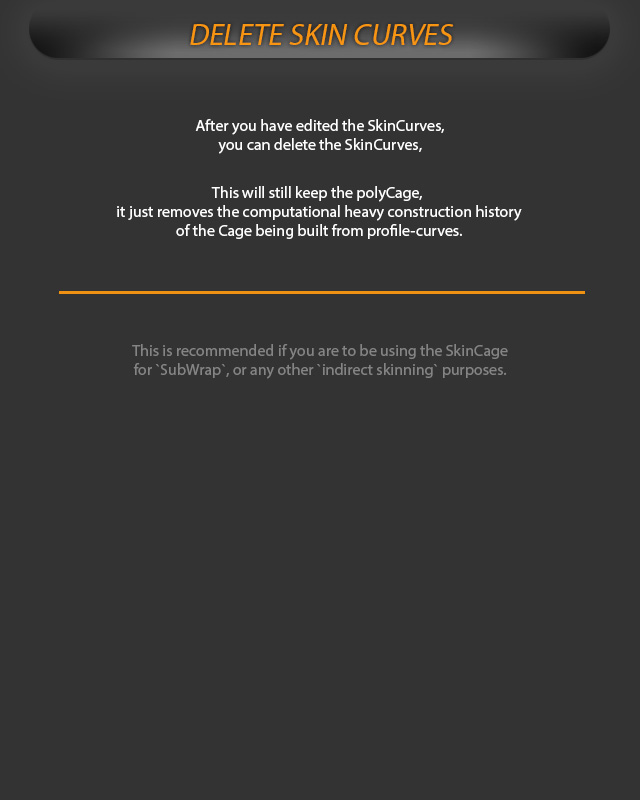 DELETE SKIN CURVES
After you have edited the SkinCurves,
you can delete the SkinCurves,
This will still keep the polyCage,
it just removes the computational heavy construction history
of the Cage being built from profile-curves.
This is recommended if you are to be using the SkinCage
for `SubWrap`, or any other `indirect skinning` purposes.